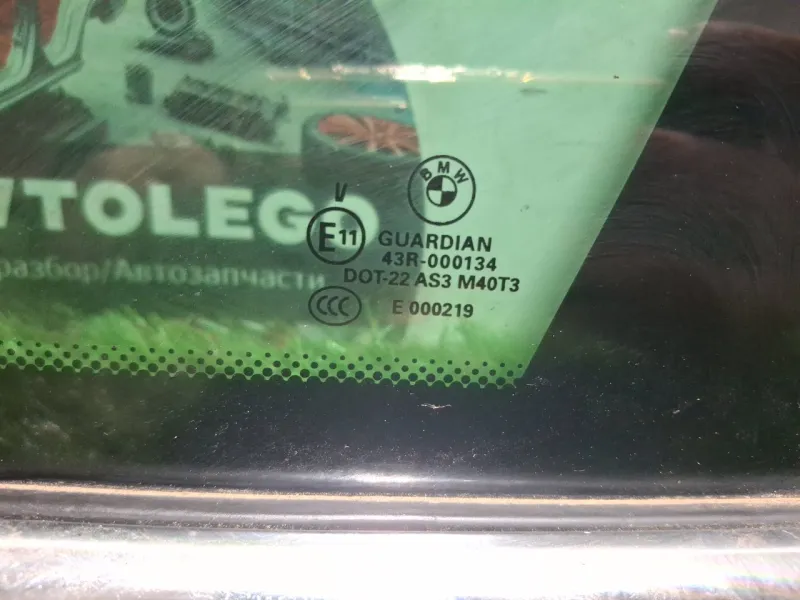 BMW
V
E11
GUARDIAN
43R-000134
DOT-22 AS3 M40T3
CCC
E 000219
TOLEGO
разбор/Автозапчасти